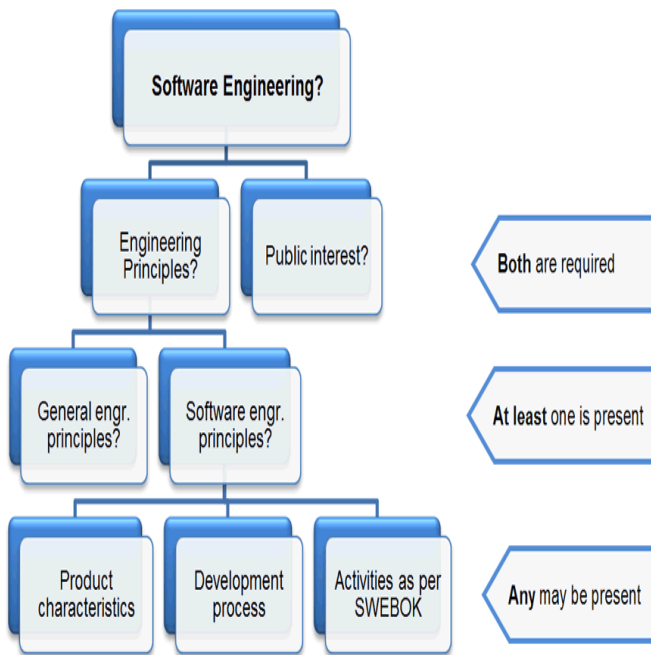 Software Engineering?
Engineering
Principles?
Public interest?
Both are required
General engr.
principles?
Software engr.
principles?
At least one is present
Product
characteristics
Development
process
Activities as per
SWEBOK
Any may be present